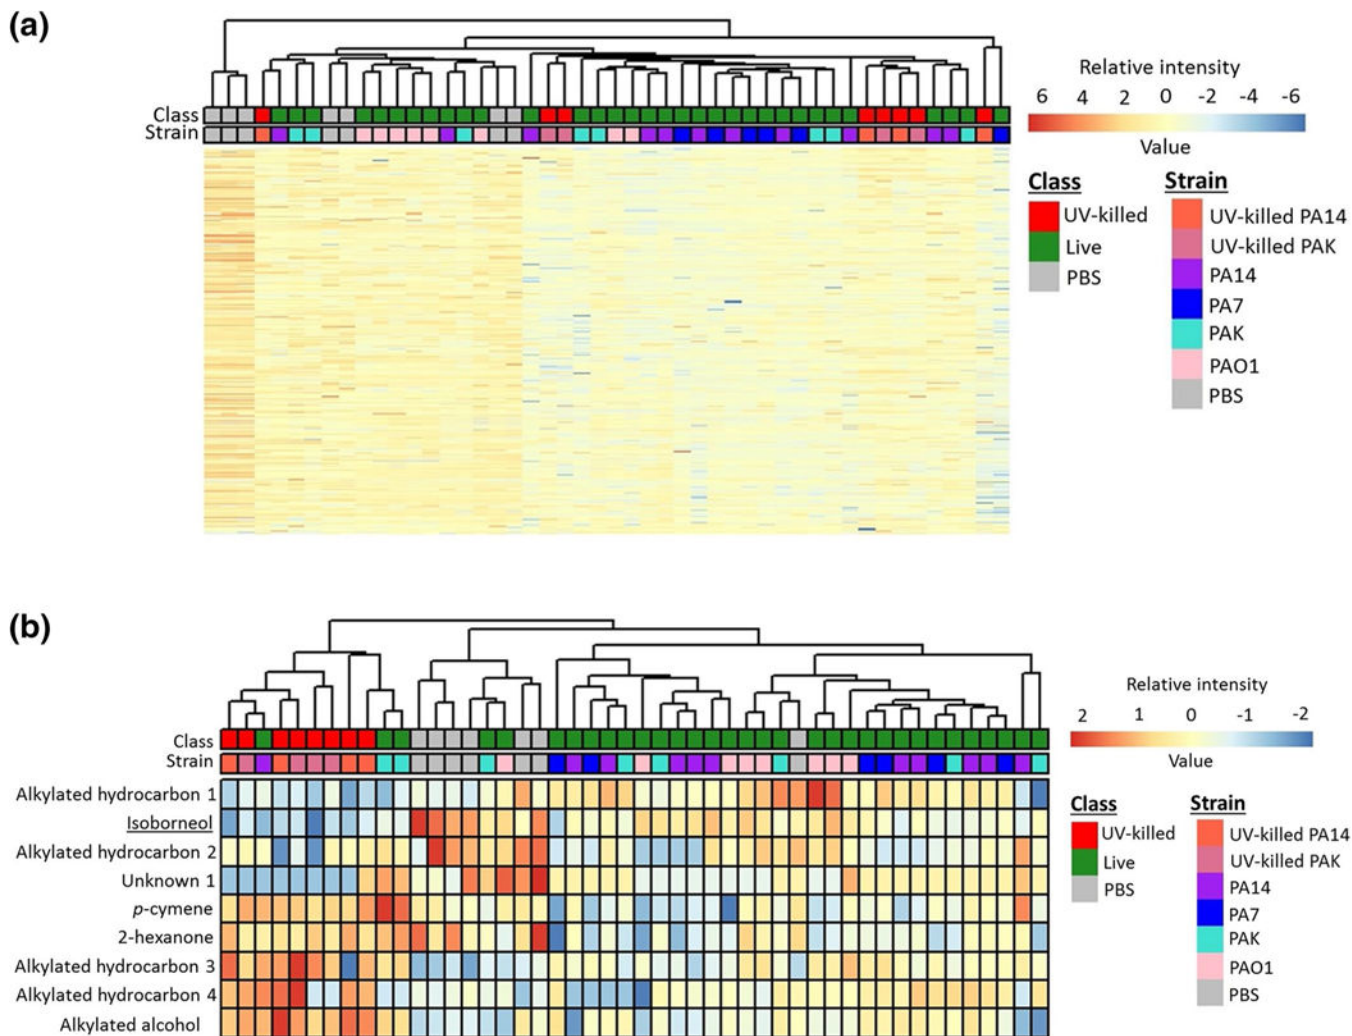 (a)
Relative intensity
6 4 2 0 -2 -4 -6
Value
Class
Strain
Class Strain
UV-killed UV-killed PA14
Live UV-killed PAK
PBS PA14
PA7
PAK
PAO1
PBS
(b)
Relative intensity
2 1 0 -1 -2
Value
Class
Strain
Alkylated hydrocarbon 1
Isoborneol
Alkylated hydrocarbon 2
Unknown 1
p-cymene
2-hexanone
Alkylated hydrocarbon 3
Alkylated hydrocarbon 4
Alkylated alcohol
Class Strain
UV-killed UV-killed PA14
Live UV-killed PAK
PBS PA14
PA7
PAK
PAO1
PBS